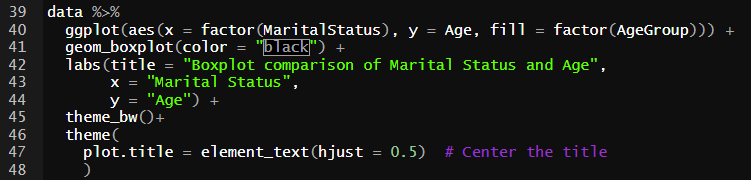 39 data %>%
40   ggplot(aes(x = factor(MaritalStatus), y = Age, fill = factor(AgeGroup))) +
41   geom_boxplot(color = "black") +
42   labs(title = "Boxplot comparison of Marital Status and Age",
43        x = "Marital Status",
44        y = "Age") +
45   theme_bw()+
46   theme(
47     plot.title = element_text(hjust = 0.5)  # Center the title
48     )